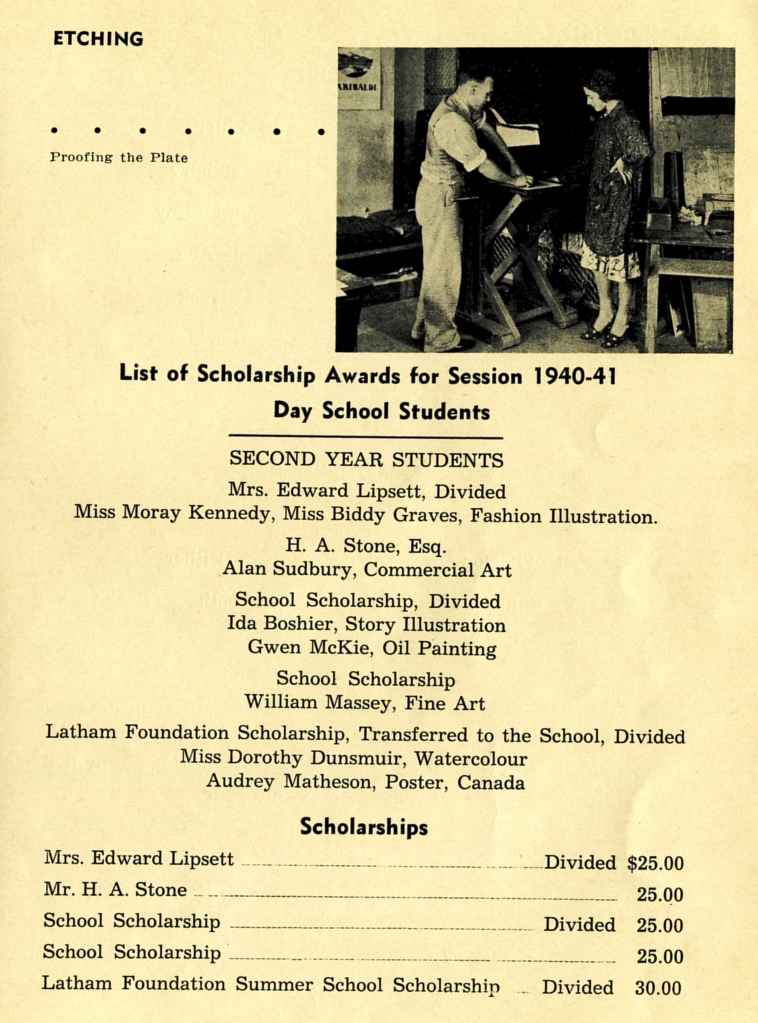 ETCHING
Proofing the Plate
List of Scholarship Awards for Session 1940-41
Day School Students
SECOND YEAR STUDENTS
Mrs. Edward Lipsett, Divided
Miss Moray Kennedy, Miss Biddy Graves, Fashion Illustration.
H. A. Stone, Esq.
Alan Sudbury, Commercial Art
School Scholarship, Divided
Ida Boshier, Story Illustration
Gwen McKie, Oil Painting
School Scholarship
William Massey, Fine Art
Latham Foundation Scholarship, Transferred to the School, Divided
Miss Dorothy Dunsmuir, Watercolour
Audrey Matheson, Poster, Canada
Scholarships
Mrs. Edward Lipsett Divided $25.00
Mr. H. A. Stone 25.00
School Scholarship Divided 25.00
School Scholarship 25.00
Latham Foundation Summer School Scholarship Divided 30.00